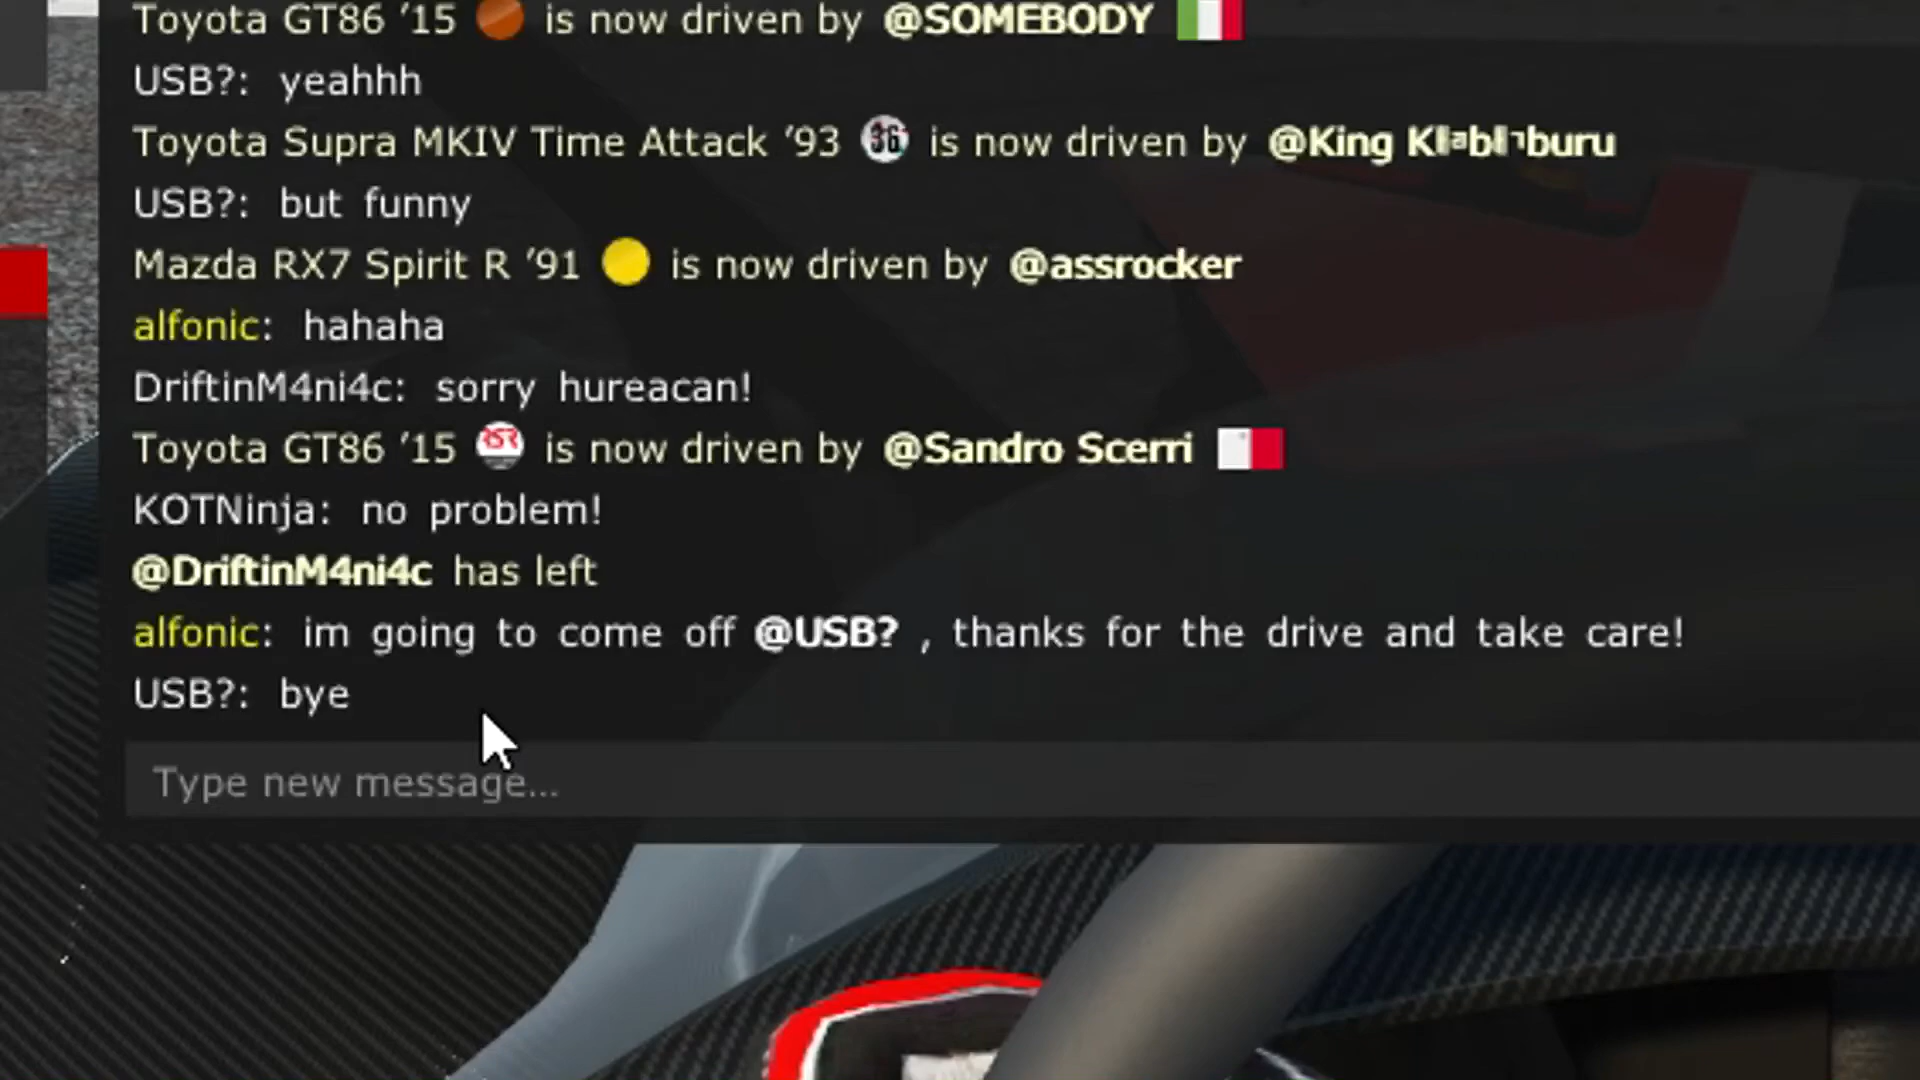 Toyota GT86 '15 is now driven by @SOMEBODY
USB?: yeahhh
Toyota Supra MKIV Time Attack '93 36 is now driven by @King
USB?: but funny
Mazda RX7 Spirit R '91 is now driven by @assrocker
alfonic: hahaha
DriftinM4ni4c: sorry hureacan!
Toyota GT86 '15 is now driven by @Sandro Scerri
KOTNinja: no problem!
@DriftinM4ni4c has left
alfonic: im going to come off @USB? , thanks for the drive and take care!
USB?: bye
Type new message...